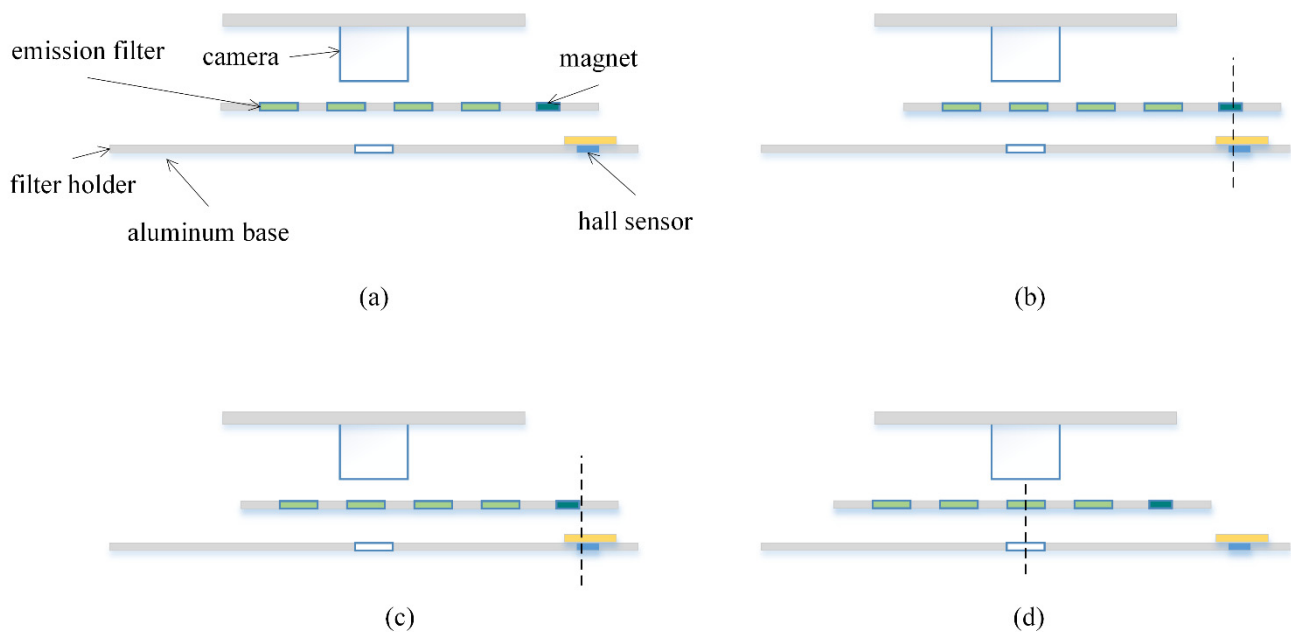 emission filter
camera
magnet
filter holder
aluminum base
hall sensor
(a)
(b)
(c)
(d)